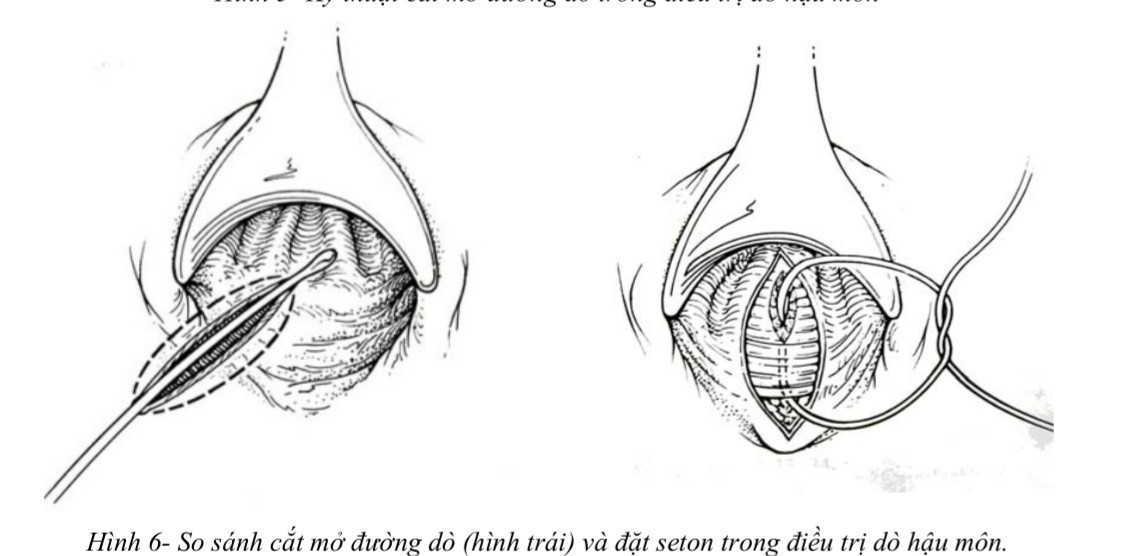 Hình 6- So sánh cắt mở đường dò (hình trái) và đặt seton trong điều trị dò hậu môn.